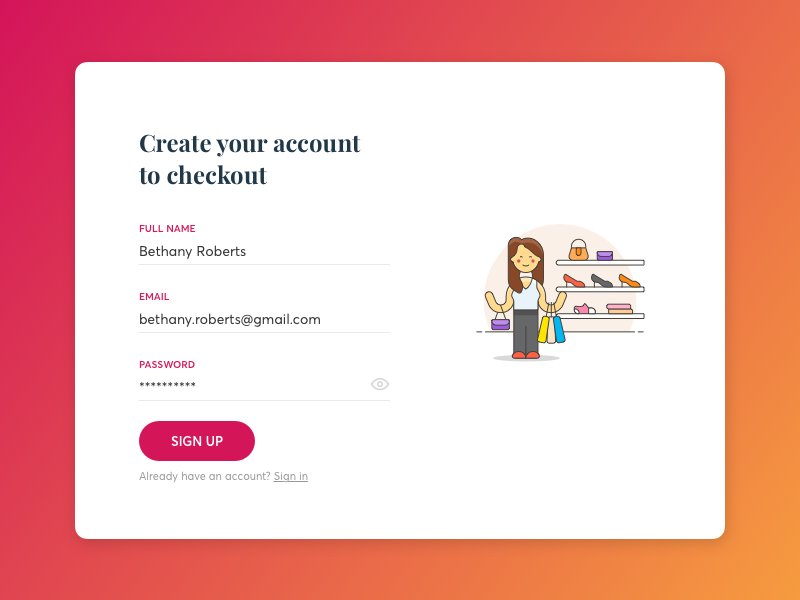 Create your account
to checkout
FULL NAME
Bethany Roberts
EMAIL
bethany.roberts@gmail.com
PASSWORD
**********
SIGN UP
Already have an account? Sign in